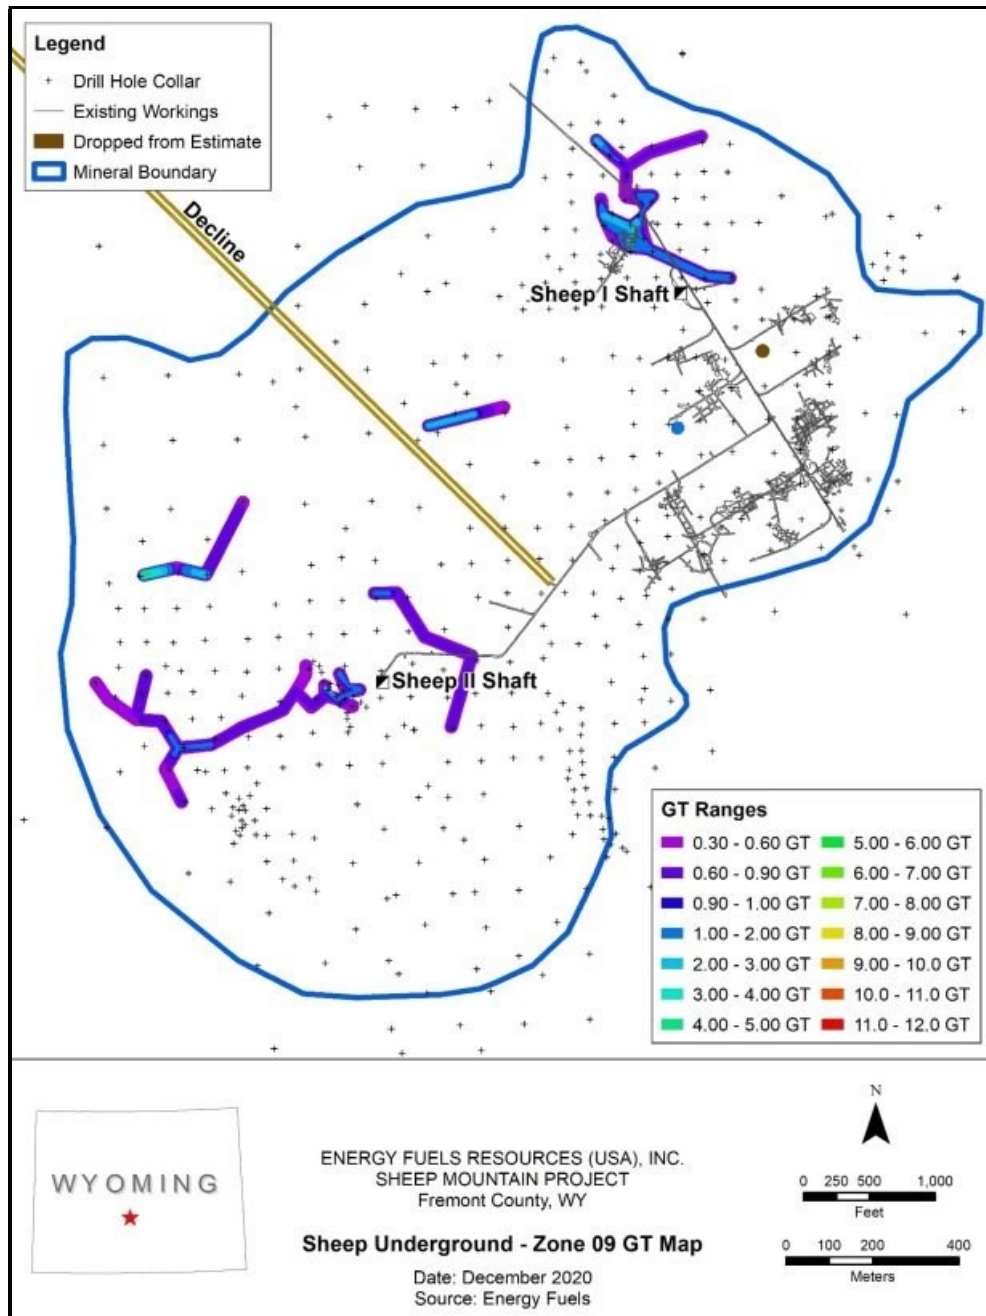 Legend
Drill Hole Collar
Existing Workings
Dropped from Estimate
Mineral Boundary
Decline
Sheep I Shaft
Sheep II Shaft
GT Ranges
0.30 - 0.60 GT
0.60 - 0.90 GT
0.90 - 1.00 GT
1.00 - 2.00 GT
2.00 - 3.00 GT
3.00 - 4.00 GT
4.00 - 5.00 GT
5.00 - 6.00 GT
6.00 - 7.00 GT
7.00 - 8.00 GT
8.00 - 9.00 GT
9.00 - 10.0 GT
10.0 - 11.0 GT
11.0 - 12.0 GT
WYOMING
ENERGY FUELS RESOURCES (USA), INC.
SHEEP MOUNTAIN PROJECT
Fremont County, WY
Sheep Underground - Zone 09 GT Map
Date: December 2020
Source: Energy Fuels
N
0 250 500 1,000
Feet
0 100 200 400
Meters